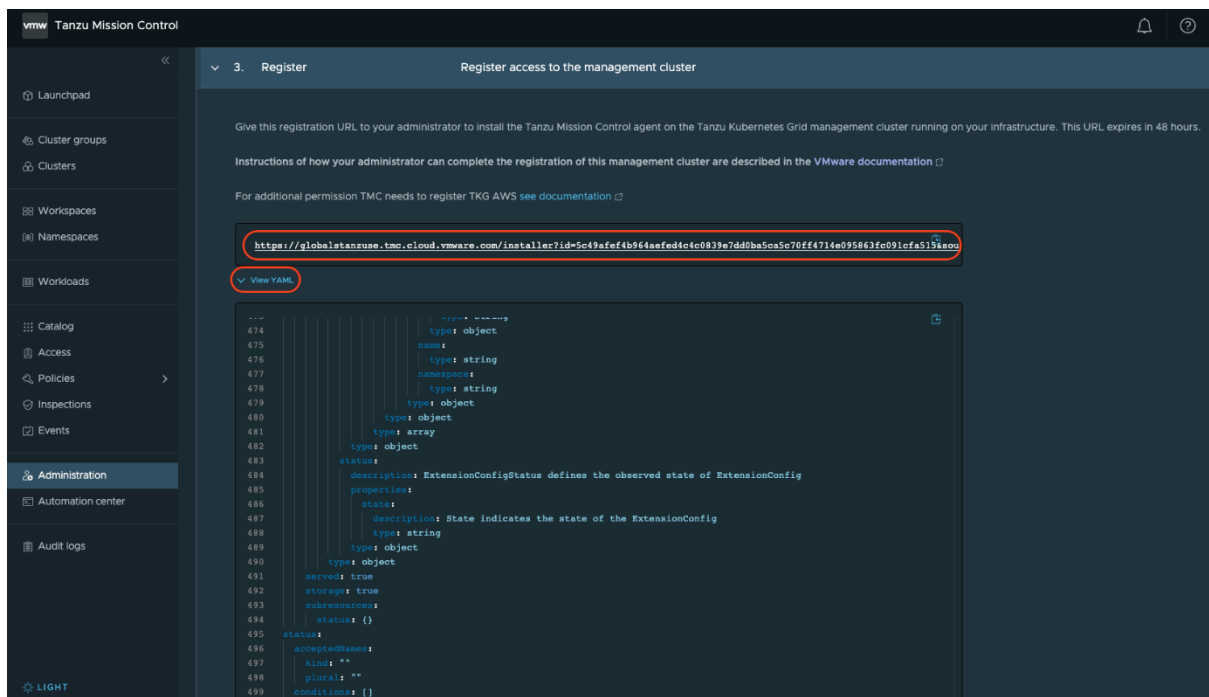 vmw Tanzu Mission Control
Launchpad
Cluster groups
Clusters
Workspaces
Namespaces
Workloads
Catalog
Access
Policies
Inspections
Events
Administration
Automation center
Audit logs
LIGHT
3. Register Register access to the management cluster
Give this registration URL to your administrator to install the Tanzu Mission Control agent on the Tanzu Kubernetes Grid management cluster running on your infrastructure. This URL expires in 48 hours.
Instructions of how your administrator can complete the registration of this management cluster are described in the VMware documentation
For additional permission TMC needs to register TKG AWS see documentation
https://globalstanzuse.tmc.cloud.vmware.com/installer?id=5c49afef4b964aefed4c4c0839e7dd0ba5ca5c70ff4714e095863fc091cfa515&sou
View YAML
474 type: object
475 name:
476 type: string
477 namespace:
478 type: string
479 type: object
480 type: object
481 type: array
482 type: object
483 status:
484 description: ExtensionConfigStatus defines the observed state of ExtensionConfig
485 properties:
486 state:
487 description: State indicates the state of the ExtensionConfig
488 type: string
489 type: object
490 type: object
491 served: true
492 storage: true
493 subresources:
494 status: {}
495 status:
496 acceptedNames:
497 kind: ""
498 plural: ""
499 conditions: []